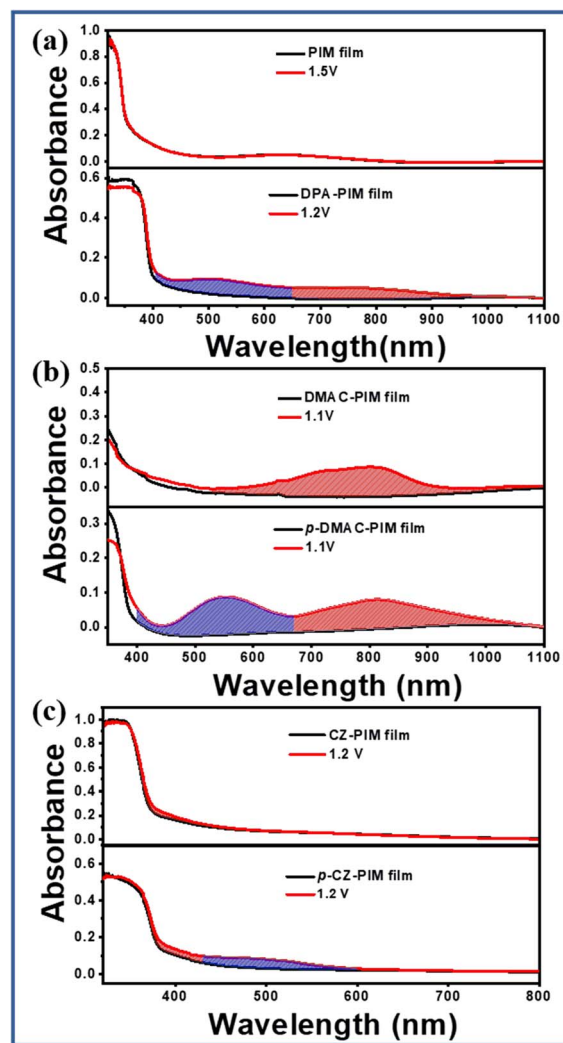 (a)
PIM film
1.5V
1.0
0.8
0.6
0.4
0.2
0.0
DPA-PIM film
1.2V
0.6
0.4
0.2
0.0
Absorbance
400 500 600 700 800 900 1000 1100
Wavelength(nm)
(b)
DMAC-PIM film
1.1V
0.5
0.4
0.3
0.2
0.1
0.0
p-DMAC-PIM film
1.1V
0.3
0.2
0.1
0.0
Absorbance
400 500 600 700 800 900 1000 1100
Wavelength (nm)
(c)
CZ-PIM film
1.2 V
1.0
0.8
0.6
0.4
0.2
0.0
p-CZ-PIM film
1.2 V
0.6
0.4
0.2
0.0
Absorbance
400 500 600 700 800
Wavelength (nm)